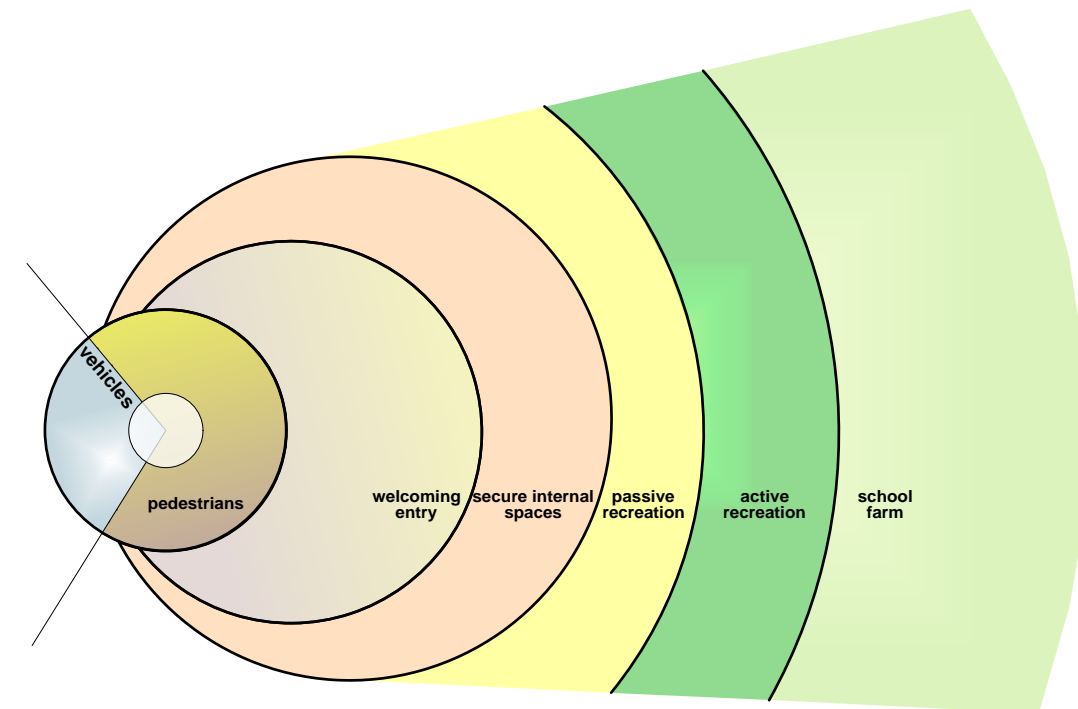 vehicles
pedestrians
welcoming
entry
secure internal
spaces
passive
recreation
active
recreation
school
farm